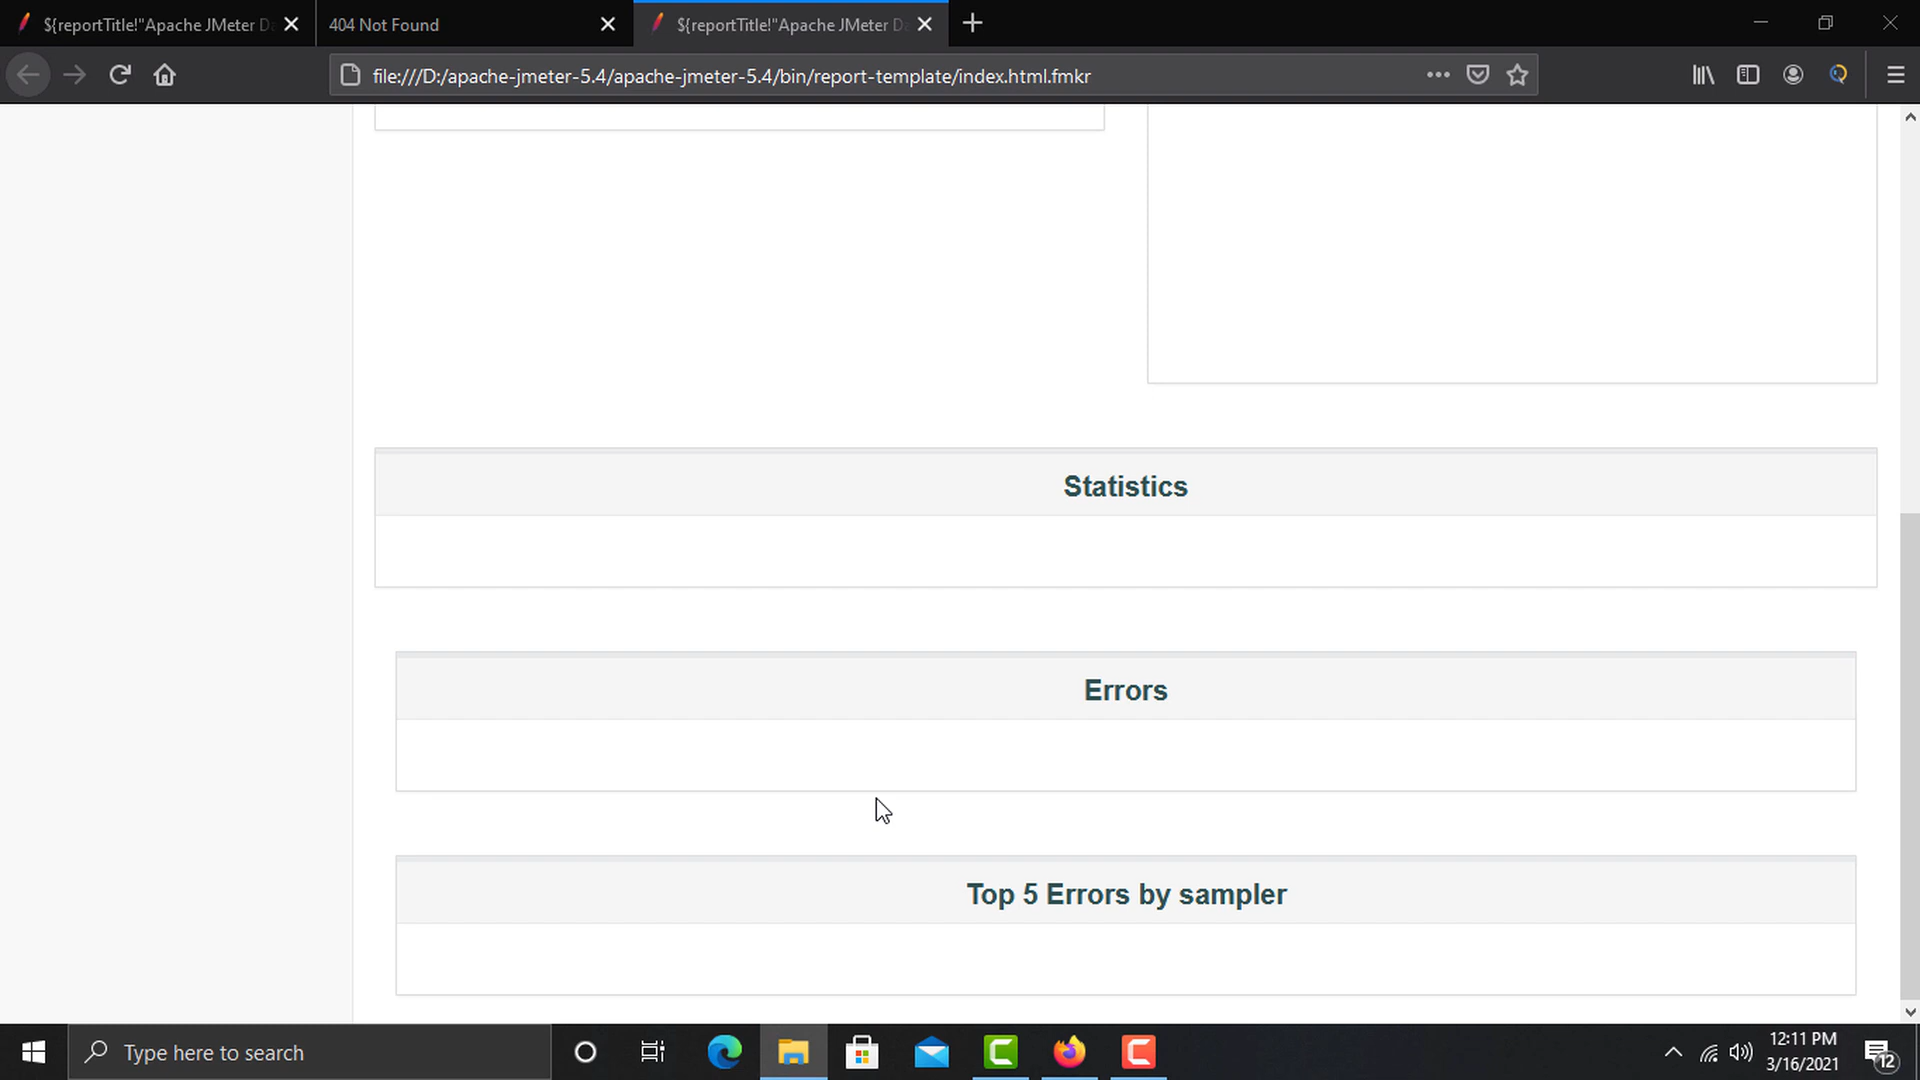 ${reportTitle!"Apache JMeter Da
404 Not Found
${reportTitle!"Apache JMeter Da
file:///D:/apache-jmeter-5.4/apache-jmeter-5.4/bin/report-template/index.html.fmkr
Statistics
Errors
Top 5 Errors by sampler
Type here to search
12:11 PM
3/16/2021
12